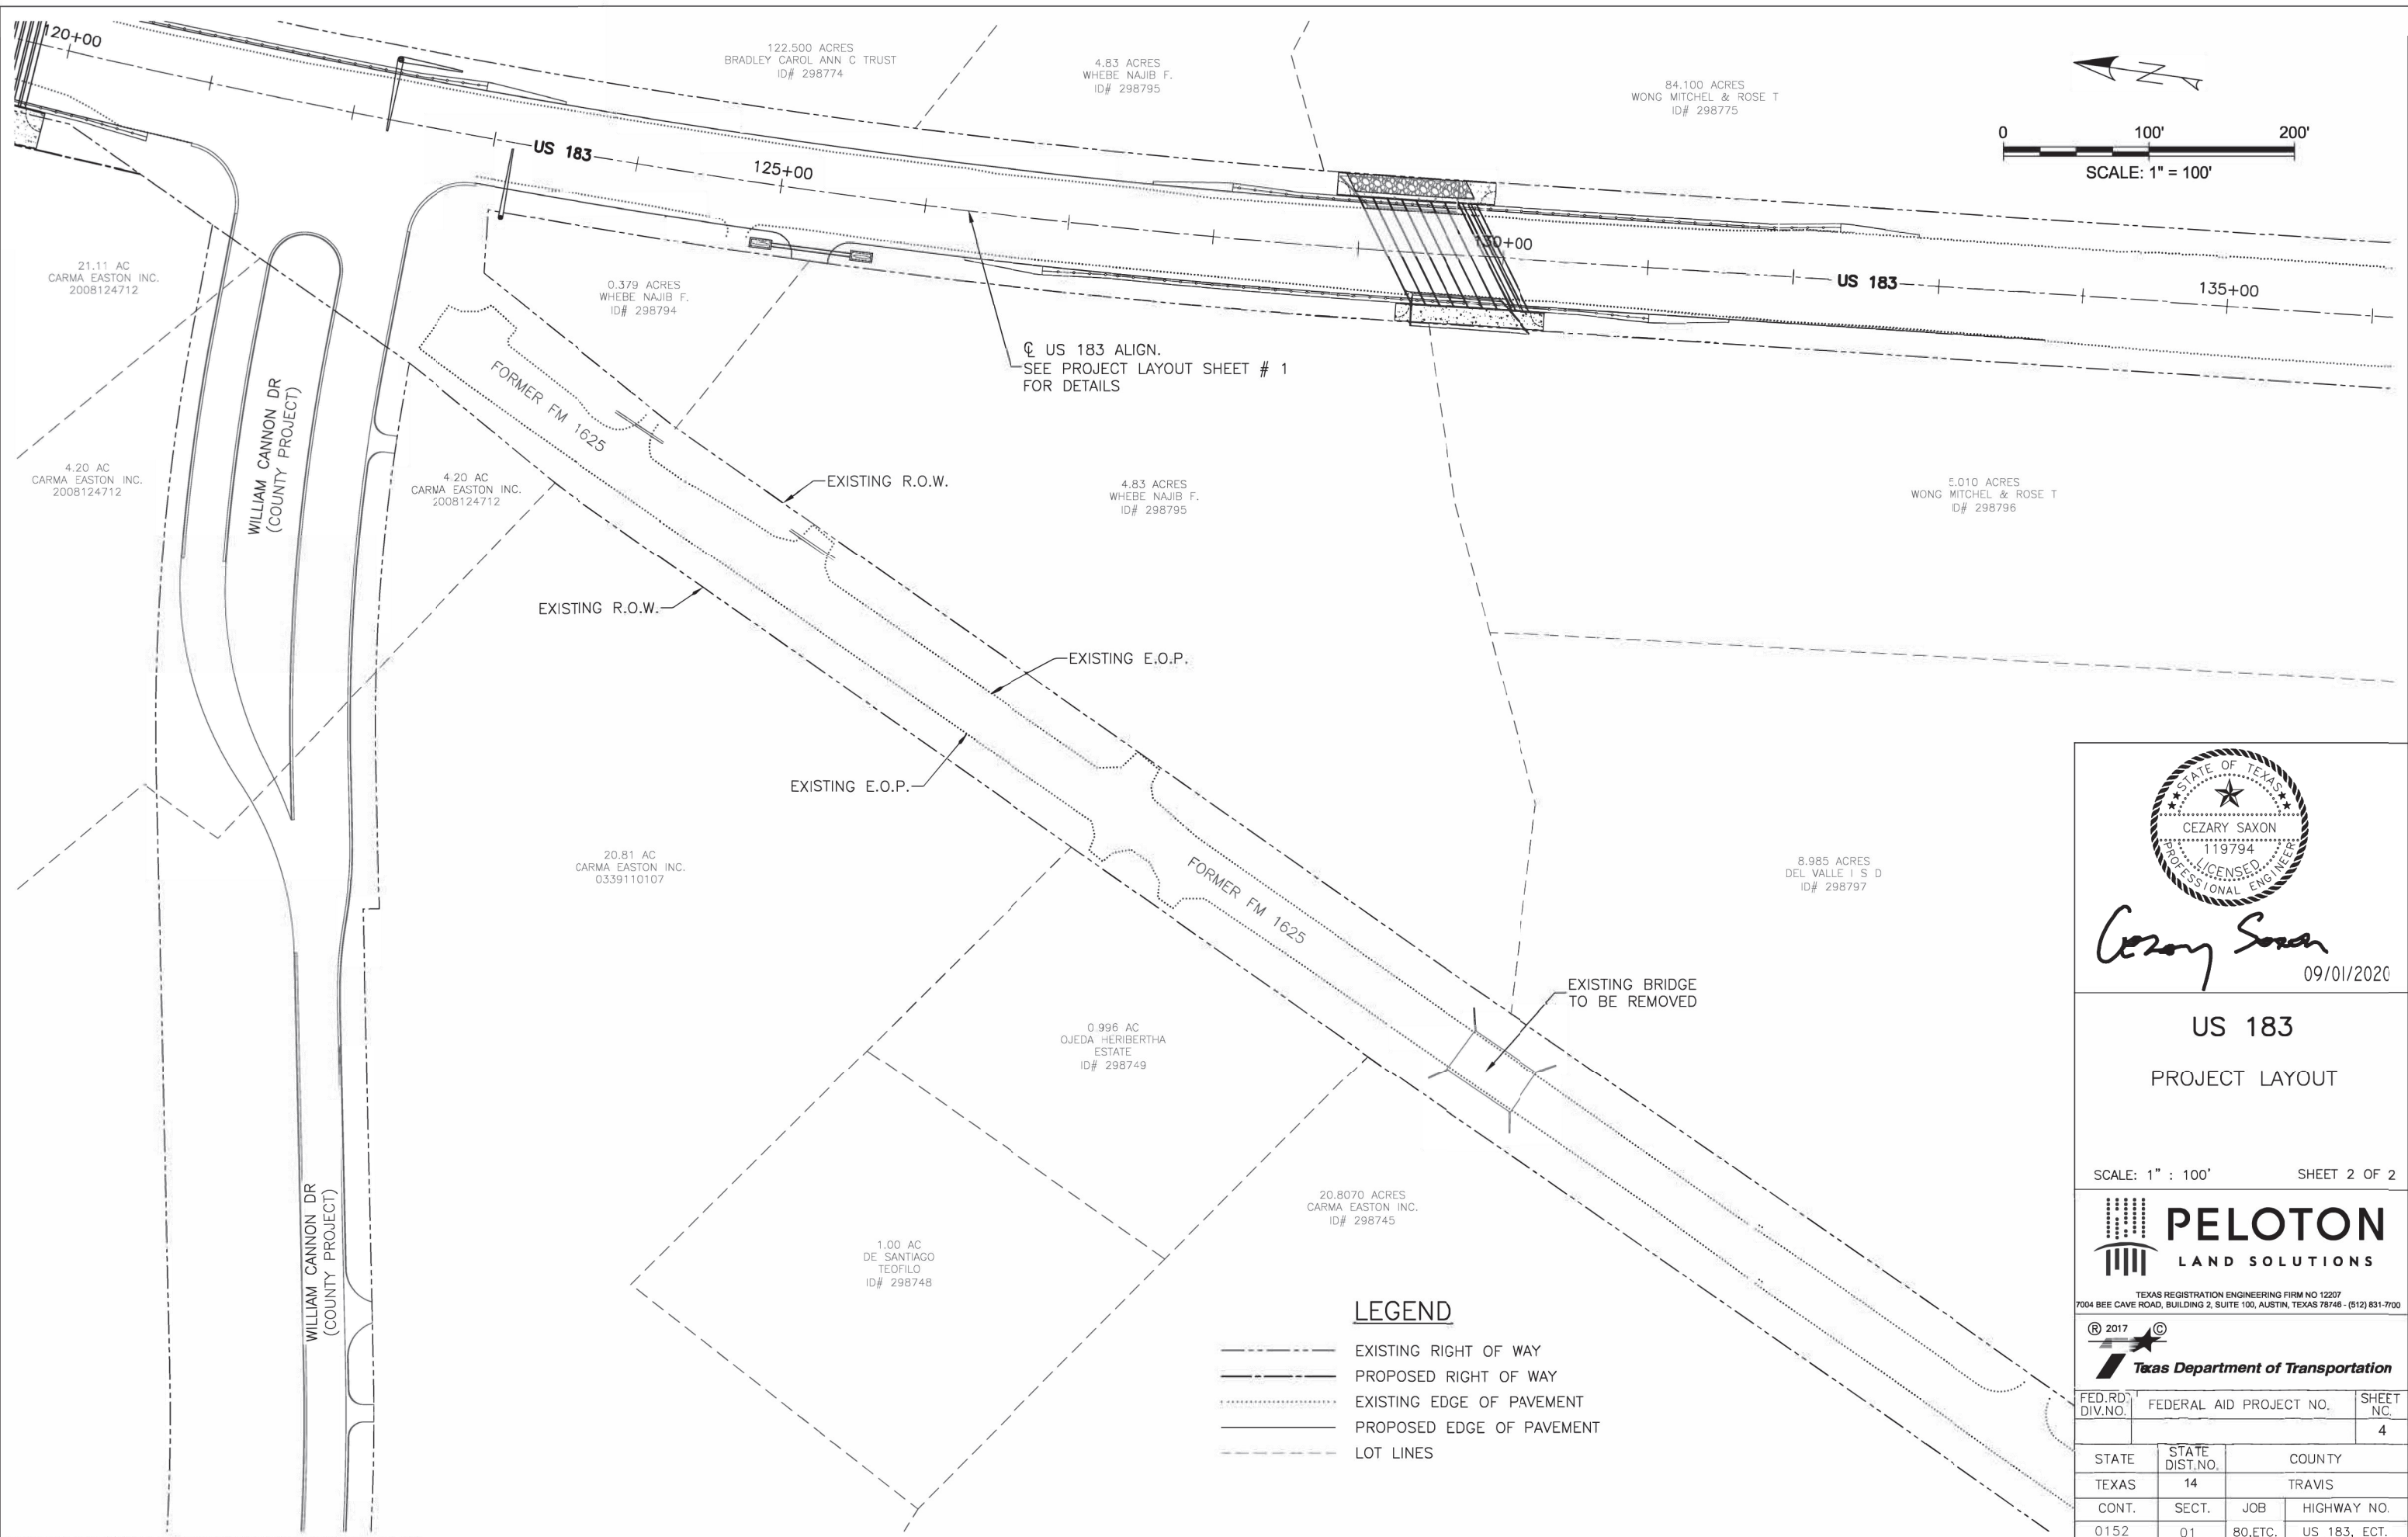 120+00
122.500 ACRES
BRADLEY CAROL ANN C TRUST
ID# 298774
4.83 ACRES
WHEBE NAJIB F.
ID# 298795
84.100 ACRES
WONG MITCHEL & ROSE T
ID# 298775
Z
0 100' 200'
SCALE: 1" = 100'
US 183
125+00
130+00
US 183
135+00
21.11 AC
CARMA EASTON INC.
2008124712
0.379 ACRES
WHEBE NAJIB F.
ID# 298794
℄ US 183 ALIGN.
SEE PROJECT LAYOUT SHEET # 1
FOR DETAILS
WILLIAM CANNON DR
(COUNTY PROJECT)
FORMER FM 1625
4.20 AC
CARMA EASTON INC.
2008124712
4.20 AC
CARMA EASTON INC.
2008124712
EXISTING R.O.W.
4.83 ACRES
WHEBE NAJIB F.
ID# 298795
5.010 ACRES
WONG MITCHEL & ROSE T
ID# 298796
EXISTING R.O.W.
EXISTING E.O.P.
EXISTING E.O.P.
20.81 AC
CARMA EASTON INC.
0339110107
FORMER FM 1625
8.985 ACRES
DEL VALLE I S D
ID# 298797
EXISTING BRIDGE
TO BE REMOVED
0.996 AC
OJEDA HERIBERTHA
ESTATE
ID# 298749
20.8070 ACRES
CARMA EASTON INC.
ID# 298745
1.00 AC
DE SANTIAGO
TEOFILO
ID# 298748
WILLIAM CANNON DR
(COUNTY PROJECT)
LEGEND
EXISTING RIGHT OF WAY
PROPOSED RIGHT OF WAY
EXISTING EDGE OF PAVEMENT
PROPOSED EDGE OF PAVEMENT
LOT LINES
STATE OF TEXAS
CEZARY SAXON
119794
LICENSED
PROFESSIONAL ENGINEER
Cezary Saxon
09/01/2020
US 183
PROJECT LAYOUT
SCALE: 1" : 100' SHEET 2 OF 2
PELOTON
LAND SOLUTIONS
TEXAS REGISTRATION ENGINEERING FIRM NO 12207
7004 BEE CAVE ROAD, BUILDING 2, SUITE 100, AUSTIN, TEXAS 78746 - (512) 831-7700
® 2017 ©
Texas Department of Transportation
FED.RD. DIV.NO. FEDERAL AID PROJECT NO. SHEET NO.
4
STATE STATE DIST.NO. COUNTY
TEXAS 14 TRAVIS
CONT. SECT. JOB HIGHWAY NO.
0152 01 80,ETC. US 183, ECT.